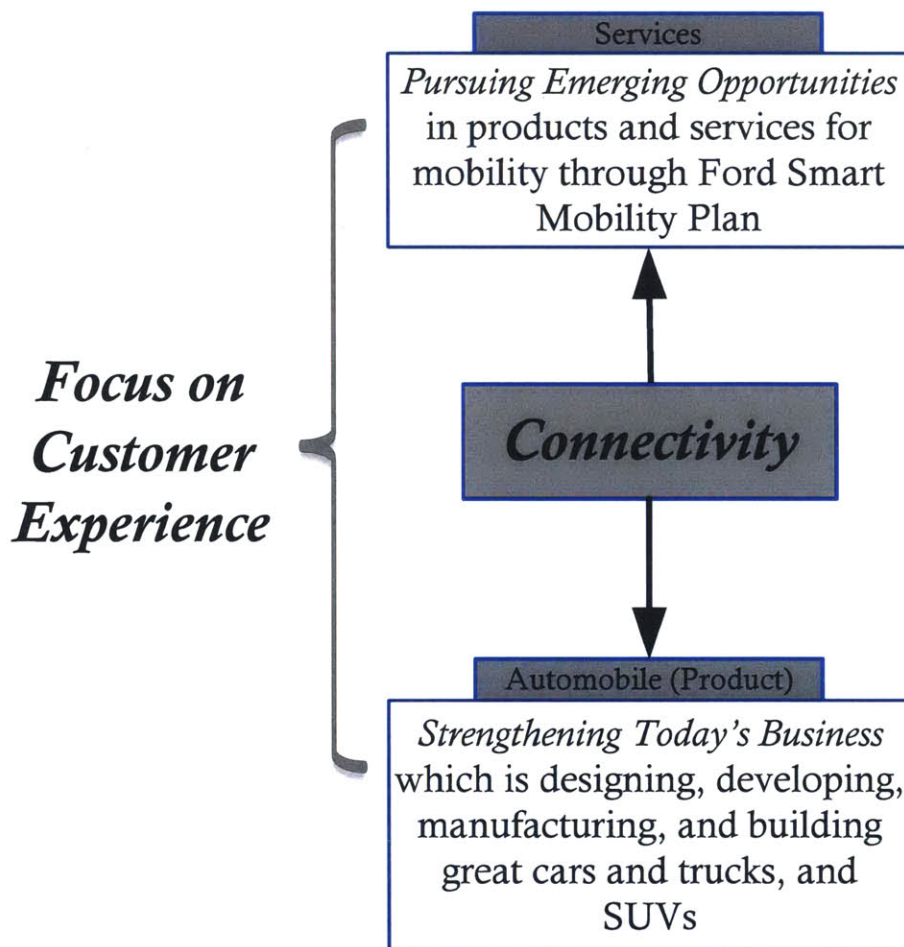 Services
Pursuing Emerging Opportunities
in products and services for
mobility through Ford Smart
Mobility Plan
Focus on
Customer
Experience
Connectivity
Automobile (Product)
Strengthening Today's Business
which is designing, developing,
manufacturing, and building
great cars and trucks, and
SUVs